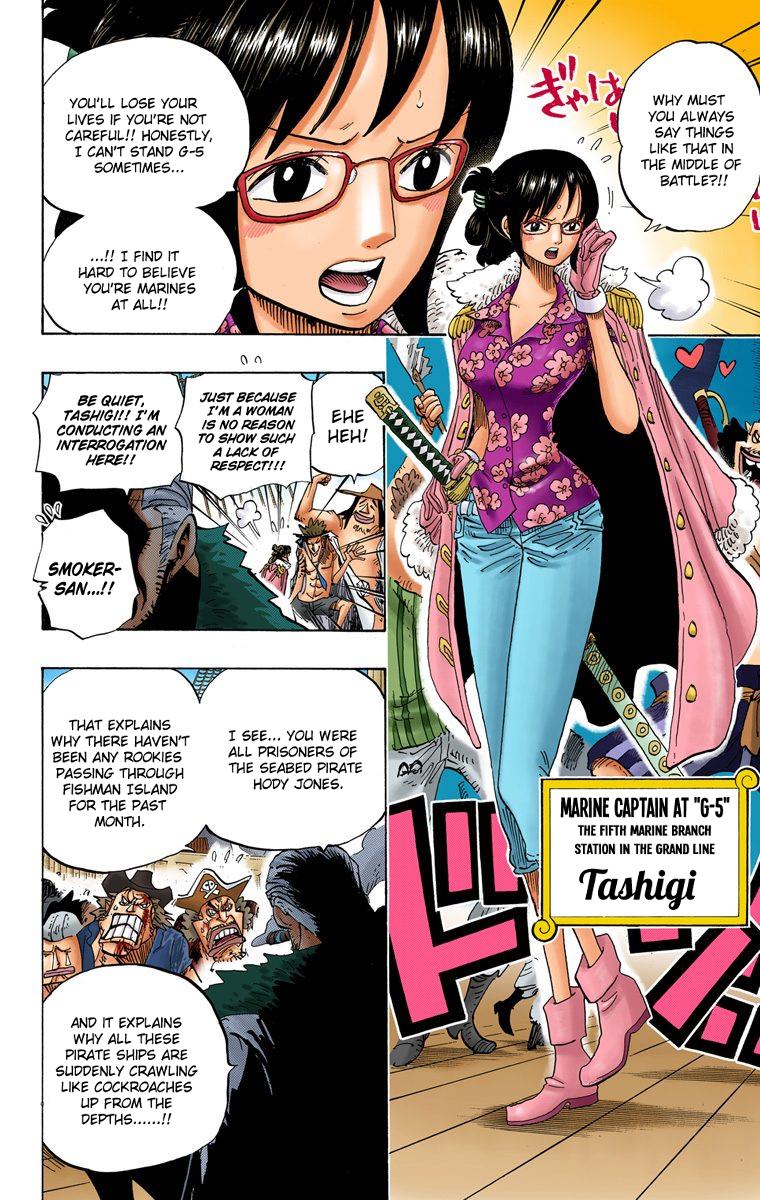 WHY MUST
YOU ALWAYS
SAY THINGS
LIKE THAT IN
THE MIDDLE OF
BATTLE?!!
ぎゃはは
YOU'LL LOSE YOUR
LIVES IF YOU'RE NOT
CAREFUL!! HONESTLY,
I CAN'T STAND G-5
SOMETIMES...
...!! I FIND IT
HARD TO BELIEVE
YOU'RE MARINES
AT ALL!!
MARINE CAPTAIN AT "G-5"
THE FIFTH MARINE BRANCH
STATION IN THE GRAND LINE
Tashigi
EHE
HEH!
JUST BECAUSE
I'M A WOMAN
IS NO REASON
TO SHOW SUCH
A LACK OF
RESPECT!!!
BE QUIET,
TASHIGI!! I'M
CONDUCTING AN
INTERROGATION
HERE!!
SMOKER-
SAN...!!
I SEE... YOU WERE
ALL PRISONERS OF
THE SEABED PIRATE
HODY JONES.
THAT EXPLAINS
WHY THERE HAVEN'T
BEEN ANY ROOKIES
PASSING THROUGH
FISHMAN ISLAND
FOR THE PAST
MONTH.
AND IT EXPLAINS
WHY ALL THESE
PIRATE SHIPS ARE
SUDDENLY CRAWLING
LIKE COCKROACHES
UP FROM THE
DEPTHS......!!